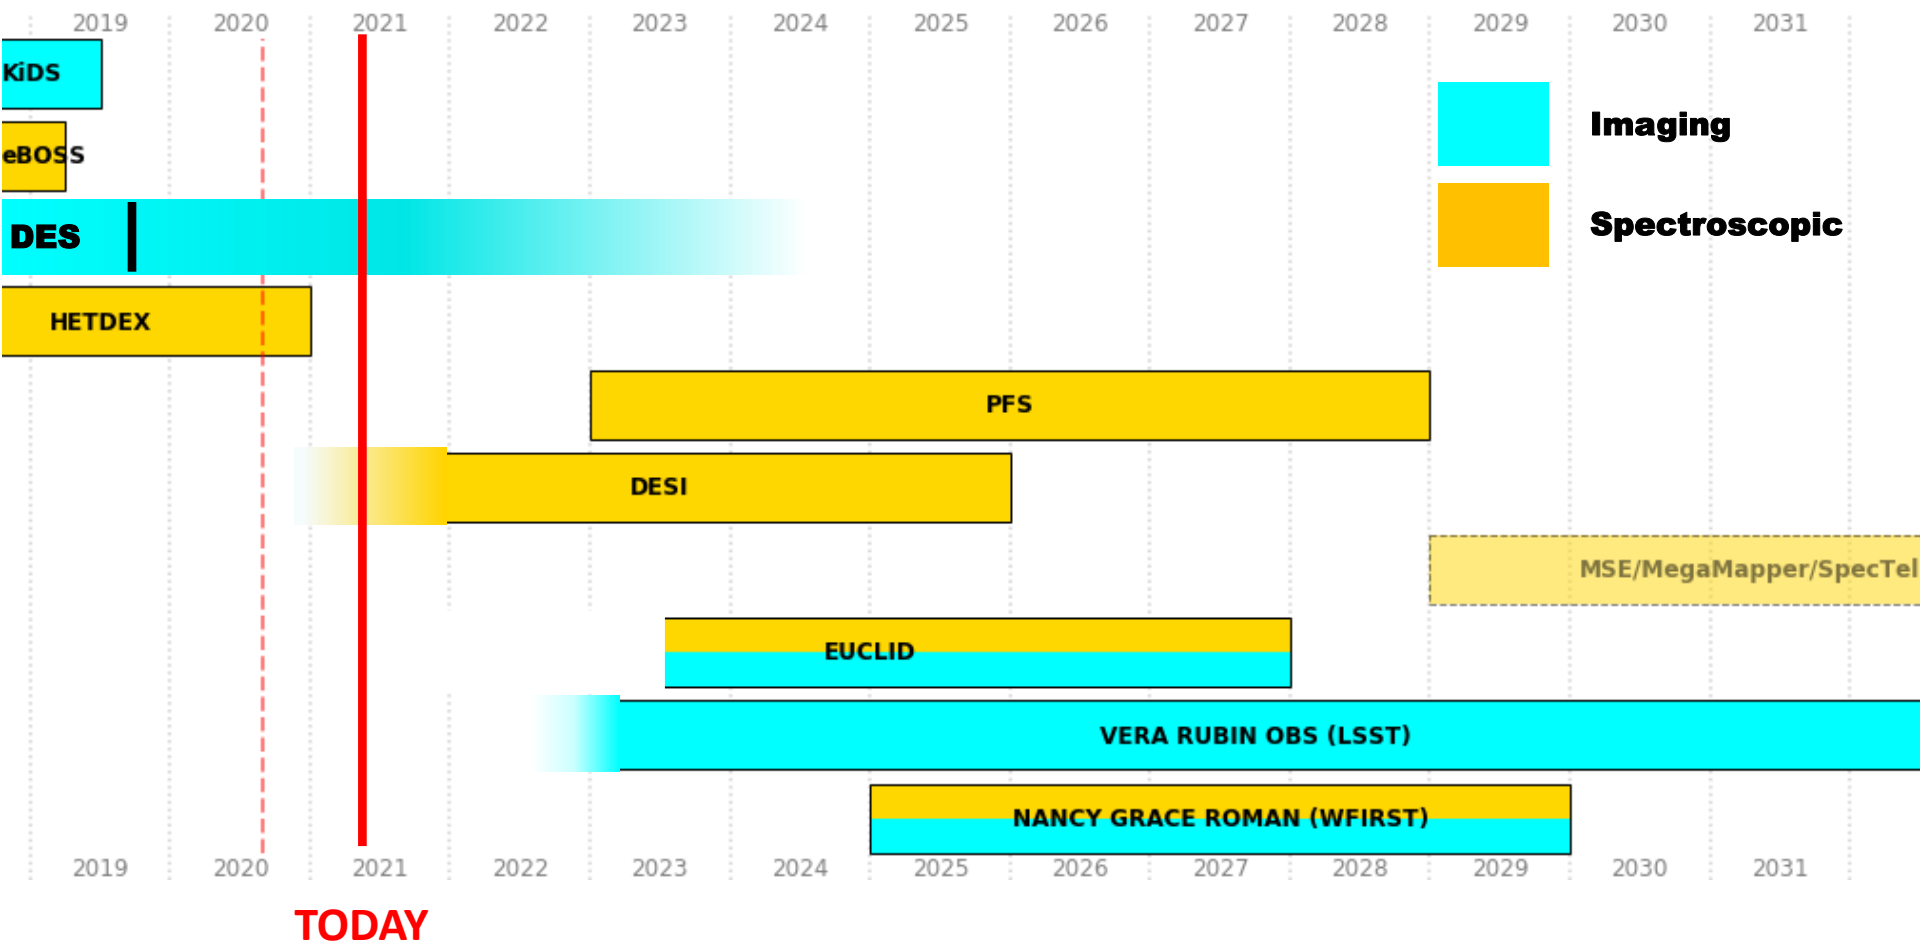 2019 2020 2021 2022 2023 2024 2025 2026 2027 2028 2029 2030 2031
KiDS
Imaging
eBOSS
Spectroscopic
DES
HETDEX
PFS
DESI
MSE/MegaMapper/SpecTel
EUCLID
VERA RUBIN OBS (LSST)
NANCY GRACE ROMAN (WFIRST)
2019 2020 2021 2022 2023 2024 2025 2026 2027 2028 2029 2030 2031
TODAY